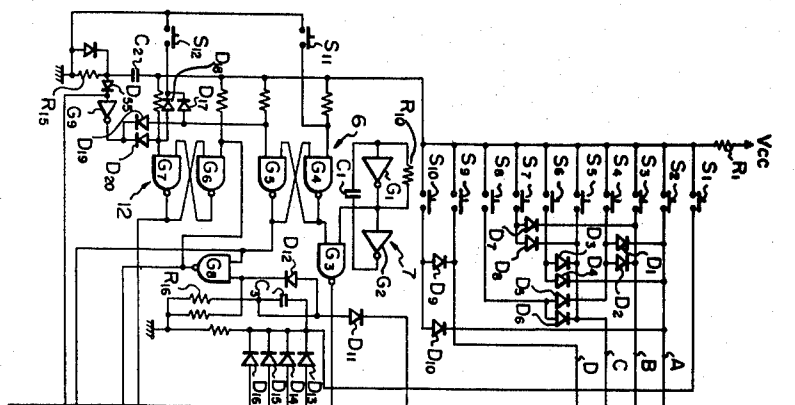 Vcc
R1
S1
S2
S3
S4
S5
S6
S7
S8
S9
S10
S11
S12
D1
D2
D3
D4
D5
D6
D7
D8
D9
D10
A
B
C
D
R10
C1
G1
G2
7
6
G3
G4
G5
G6
G7
12
D17
D18
C2
D55
R15
G9
D19
D20
G8
D12
D11
C3
R16
D13
D14
D15
D16